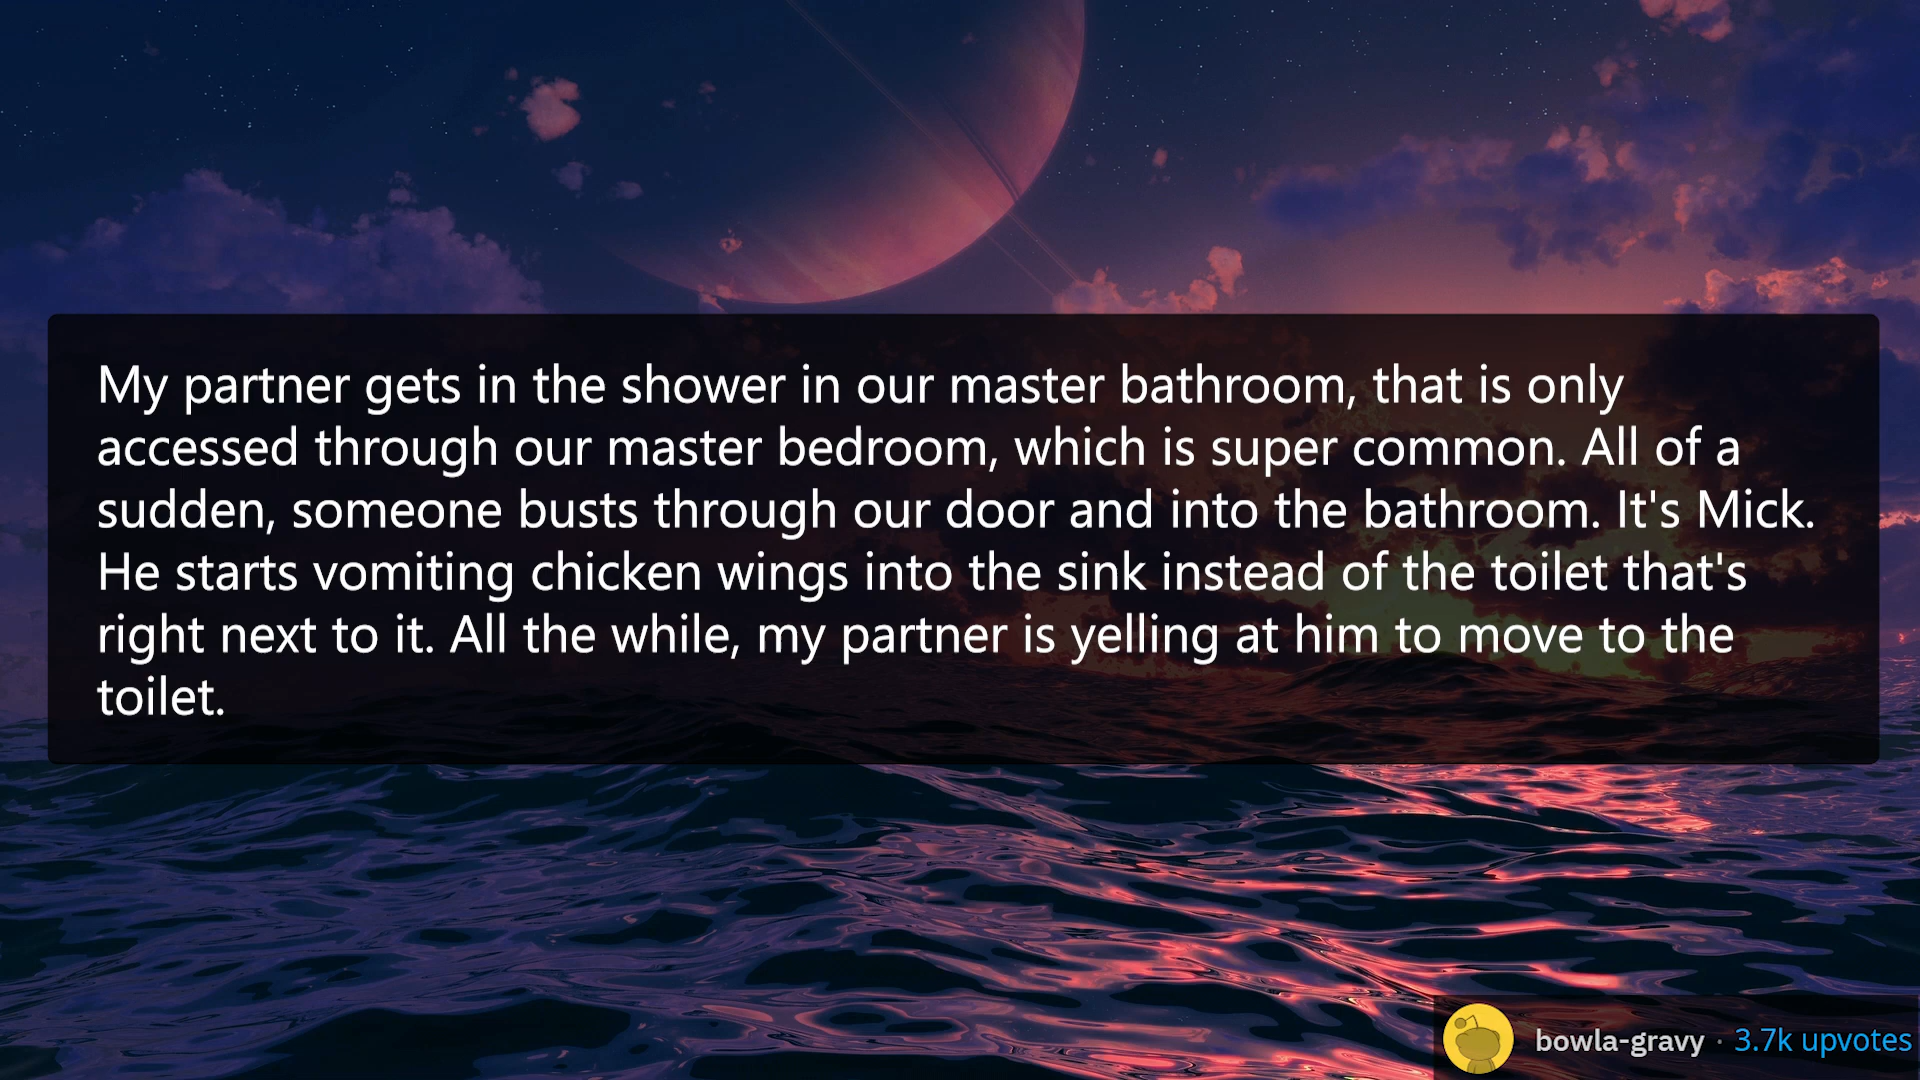 My partner gets in the shower in our master bathroom, that is only
accessed through our master bedroom, which is super common. All of a
sudden, someone busts through our door and into the bathroom. It's Mick.
He starts vomiting chicken wings into the sink instead of the toilet that's
right next to it. All the while, my partner is yelling at him to move to the
toilet.
bowla-gravy · 3.7k upvotes